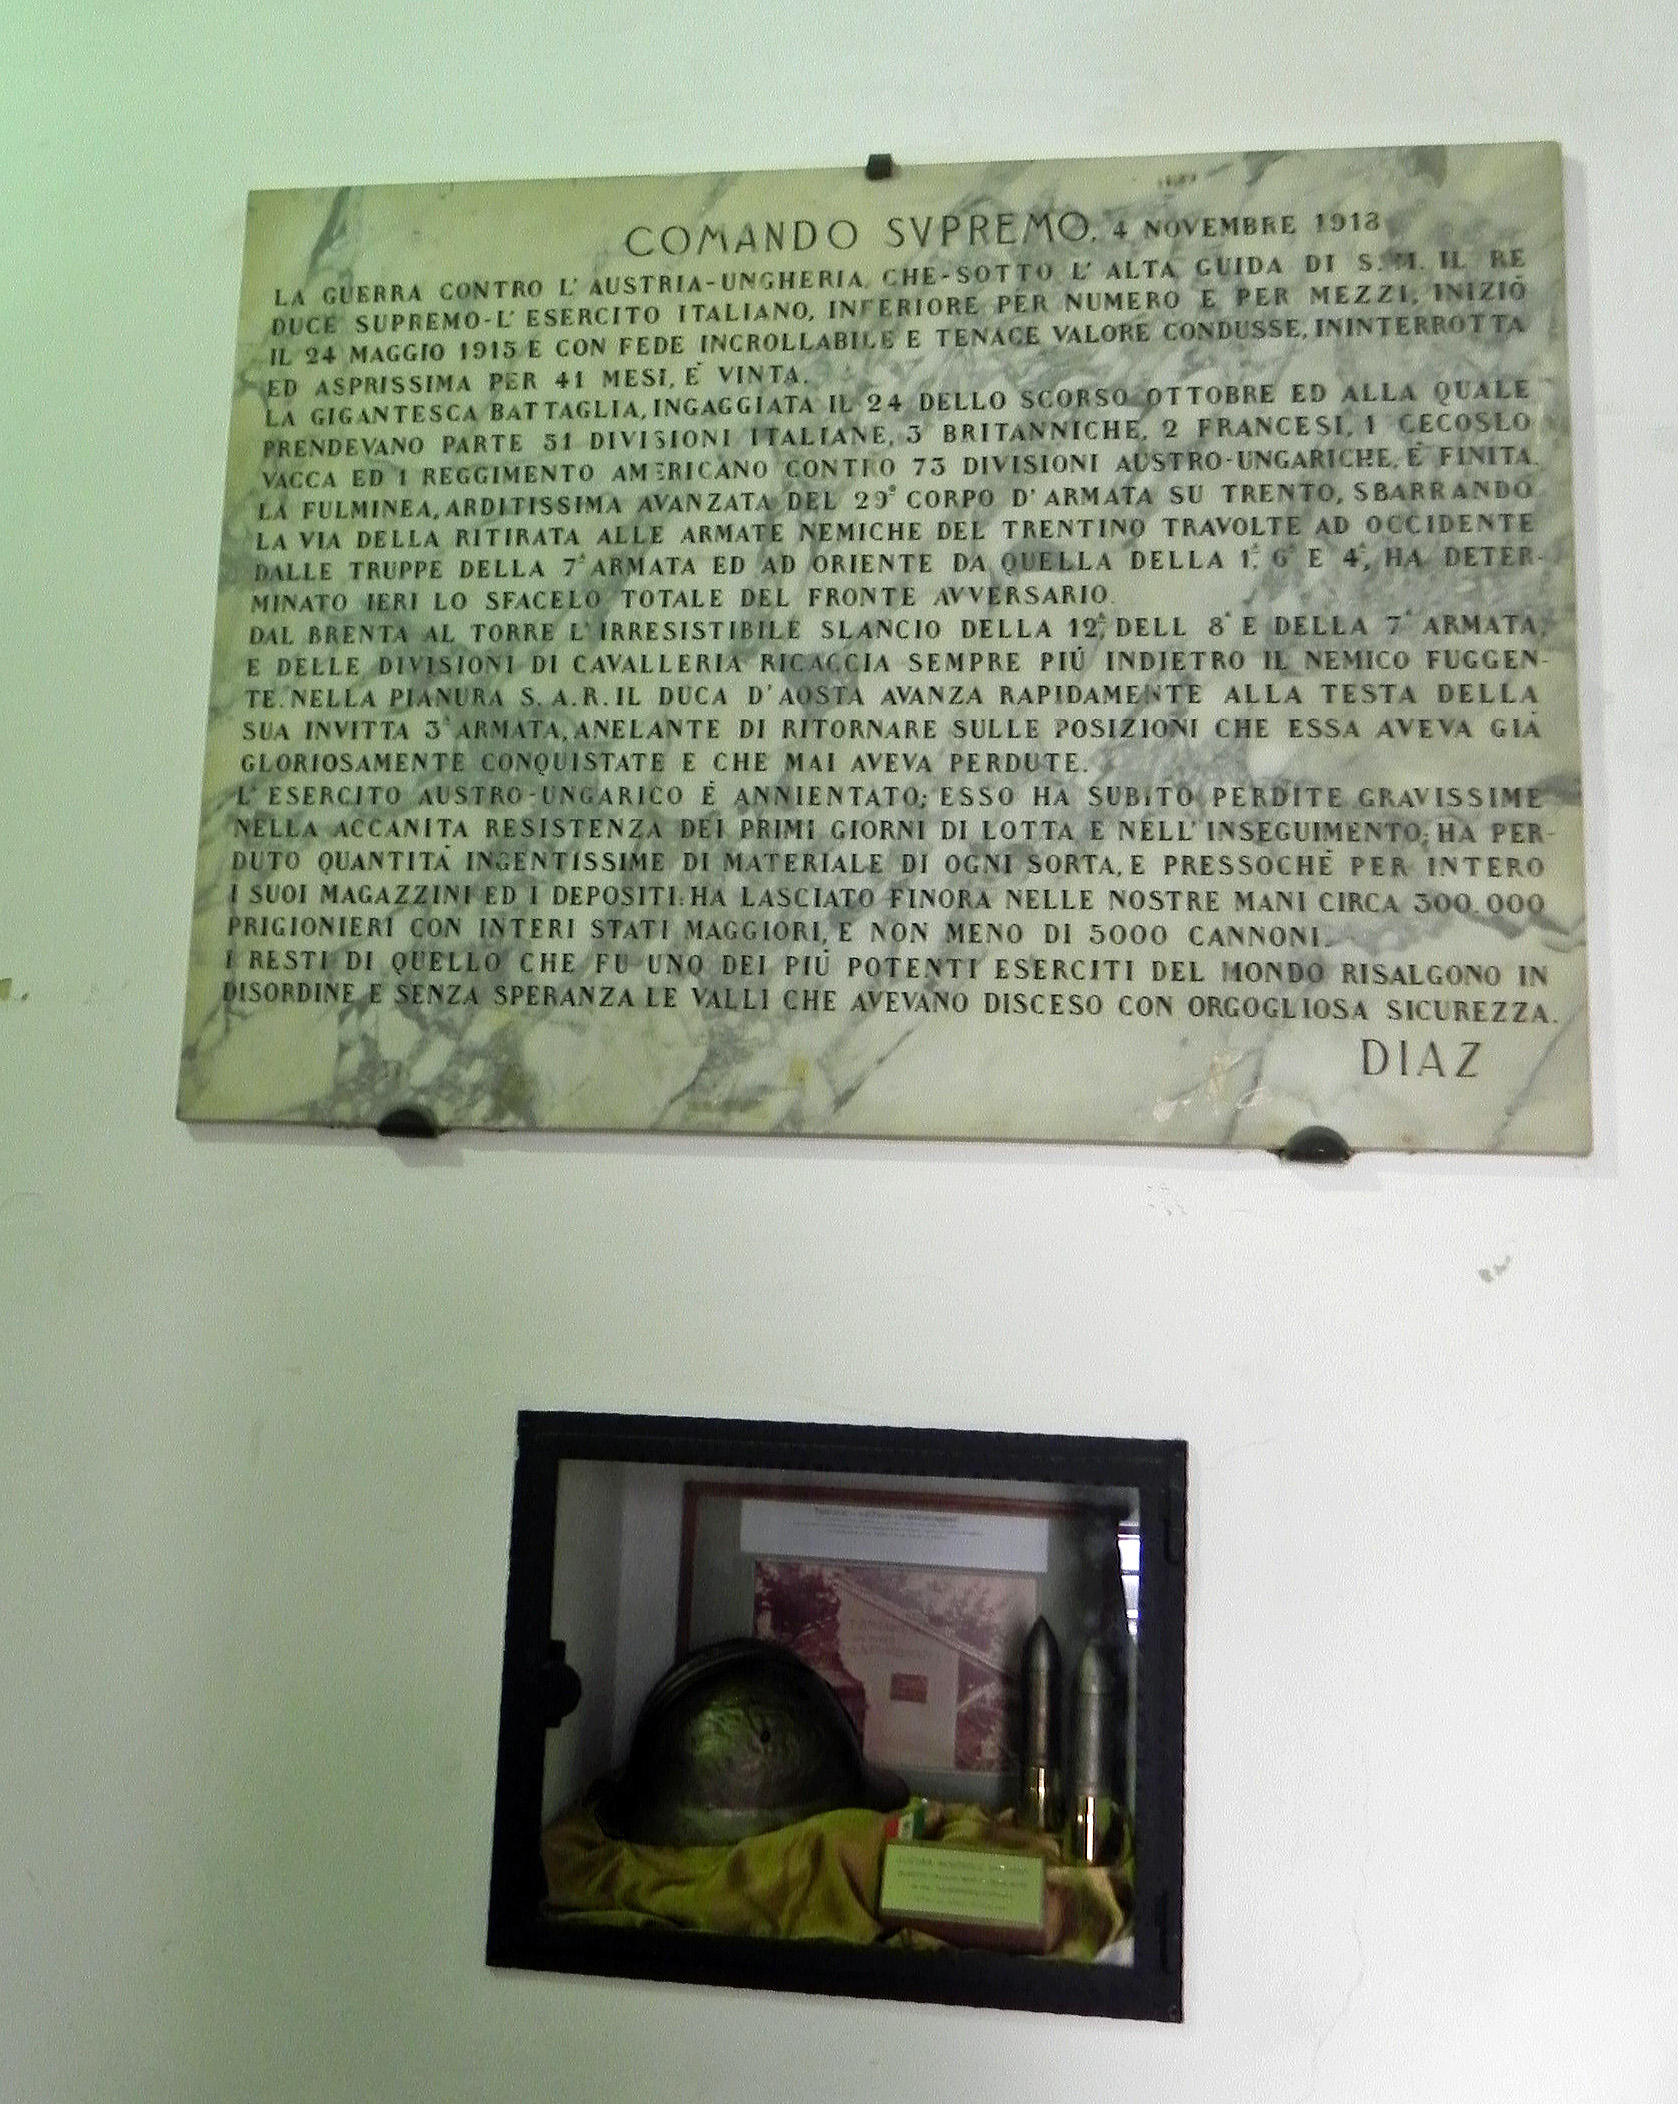 COMANDO SVPREMO, 4 NOVEMBRE 1918
LA GUERRA CONTRO L' AUSTRIA-UNGHERIA, CHE-SOTTO L' ALTA GUIDA DI S. M. IL RE
DUCE SUPREMO-L' ESERCITO ITALIANO, INFERIORE PER NUMERO E PER MEZZI, INIZIÒ
IL 24 MAGGIO 1915 E CON FEDE INCROLLABILE E TENACE VALORE CONDUSSE, ININTERROTTA
ED ASPRISSIMA PER 41 MESI, È VINTA.
LA GIGANTESCA BATTAGLIA, INGAGGIATA IL 24 DELLO SCORSO OTTOBRE ED ALLA QUALE
PRENDEVANO PARTE 51 DIVISIONI ITALIANE, 3 BRITANNICHE, 2 FRANCESI, 1 CECOSLO
VACCA ED 1 REGGIMENTO AMERICANO CONTRO 73 DIVISIONI AUSTRO-UNGARICHE, È FINITA.
LA FULMINEA, ARDITISSIMA AVANZATA DEL 29º CORPO D' ARMATA SU TRENTO, SBARRANDO
LA VIA DELLA RITIRATA ALLE ARMATE NEMICHE DEL TRENTINO TRAVOLTE AD OCCIDENTE
DALLE TRUPPE DELLA 7ª ARMATA ED AD ORIENTE DA QUELLA DELLA 1ª, 6ª E 4ª, HA DETER-
MINATO IERI LO SFACELO TOTALE DEL FRONTE AVVERSARIO.
DAL BRENTA AL TORRE L' IRRESISTIBILE SLANCIO DELLA 12ª, DELL 8ª E DELLA 7ª ARMATA,
E DELLE DIVISIONI DI CAVALLERIA RICACCIA SEMPRE PIÚ INDIETRO IL NEMICO FUGGEN-
TE. NELLA PIANURA S. A. R. IL DUCA D' AOSTA AVANZA RAPIDAMENTE ALLA TESTA DELLA
SUA INVITTA 3ª ARMATA, ANELANTE DI RITORNARE SULLE POSIZIONI CHE ESSA AVEVA GIÀ
GLORIOSAMENTE CONQUISTATE E CHE MAI AVEVA PERDUTE.
L' ESERCITO AUSTRO-UNGARICO È ANNIENTATO; ESSO HA SUBITO PERDITE GRAVISSIME
NELLA ACCANITA RESISTENZA DEI PRIMI GIORNI DI LOTTA E NELL' INSEGUIMENTO; HA PER-
DUTO QUANTITÀ INGENTISSIME DI MATERIALE DI OGNI SORTA, E PRESSOCHÈ PER INTERO
I SUOI MAGAZZINI ED I DEPOSITI: HA LASCIATO FINORA NELLE NOSTRE MANI CIRCA 300.000
PRIGIONIERI CON INTERI STATI MAGGIORI, E NON MENO DI 5000 CANNONI.
I RESTI DI QUELLO CHE FU UNO DEI PIÚ POTENTI ESERCITI DEL MONDO RISALGONO IN
DISORDINE E SENZA SPERANZA LE VALLI CHE AVEVANO DISCESO CON ORGOGLIOSA SICUREZZA.
DIAZ